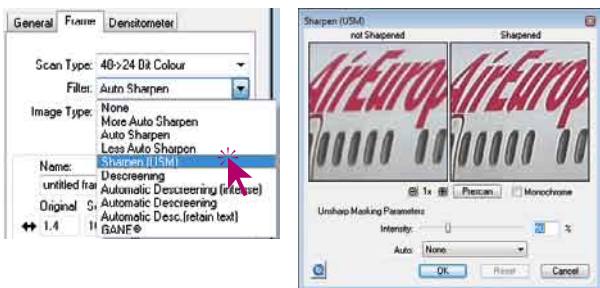 General Frame Densitometer
Scan Type: 48->24 Bit Colour
Filter: Auto Sharpen
Image Type:
None
More Auto Sharpen
Auto Sharpen
Less Auto Sharpen
Sharpen (USM)
Descreening
Automatic Descreening (intense)
Automatic Descreening
Automatic Desc.(retain text)
GANE®
Name:
untitled fra
Original
1.4
Sharpen (USM)
not Sharpened Sharpened
AirEurop AirEurop
1x Prescan Monochrome
Unsharp Masking Parameters
Intensity: %
Auto: None
OK Reset Cancel